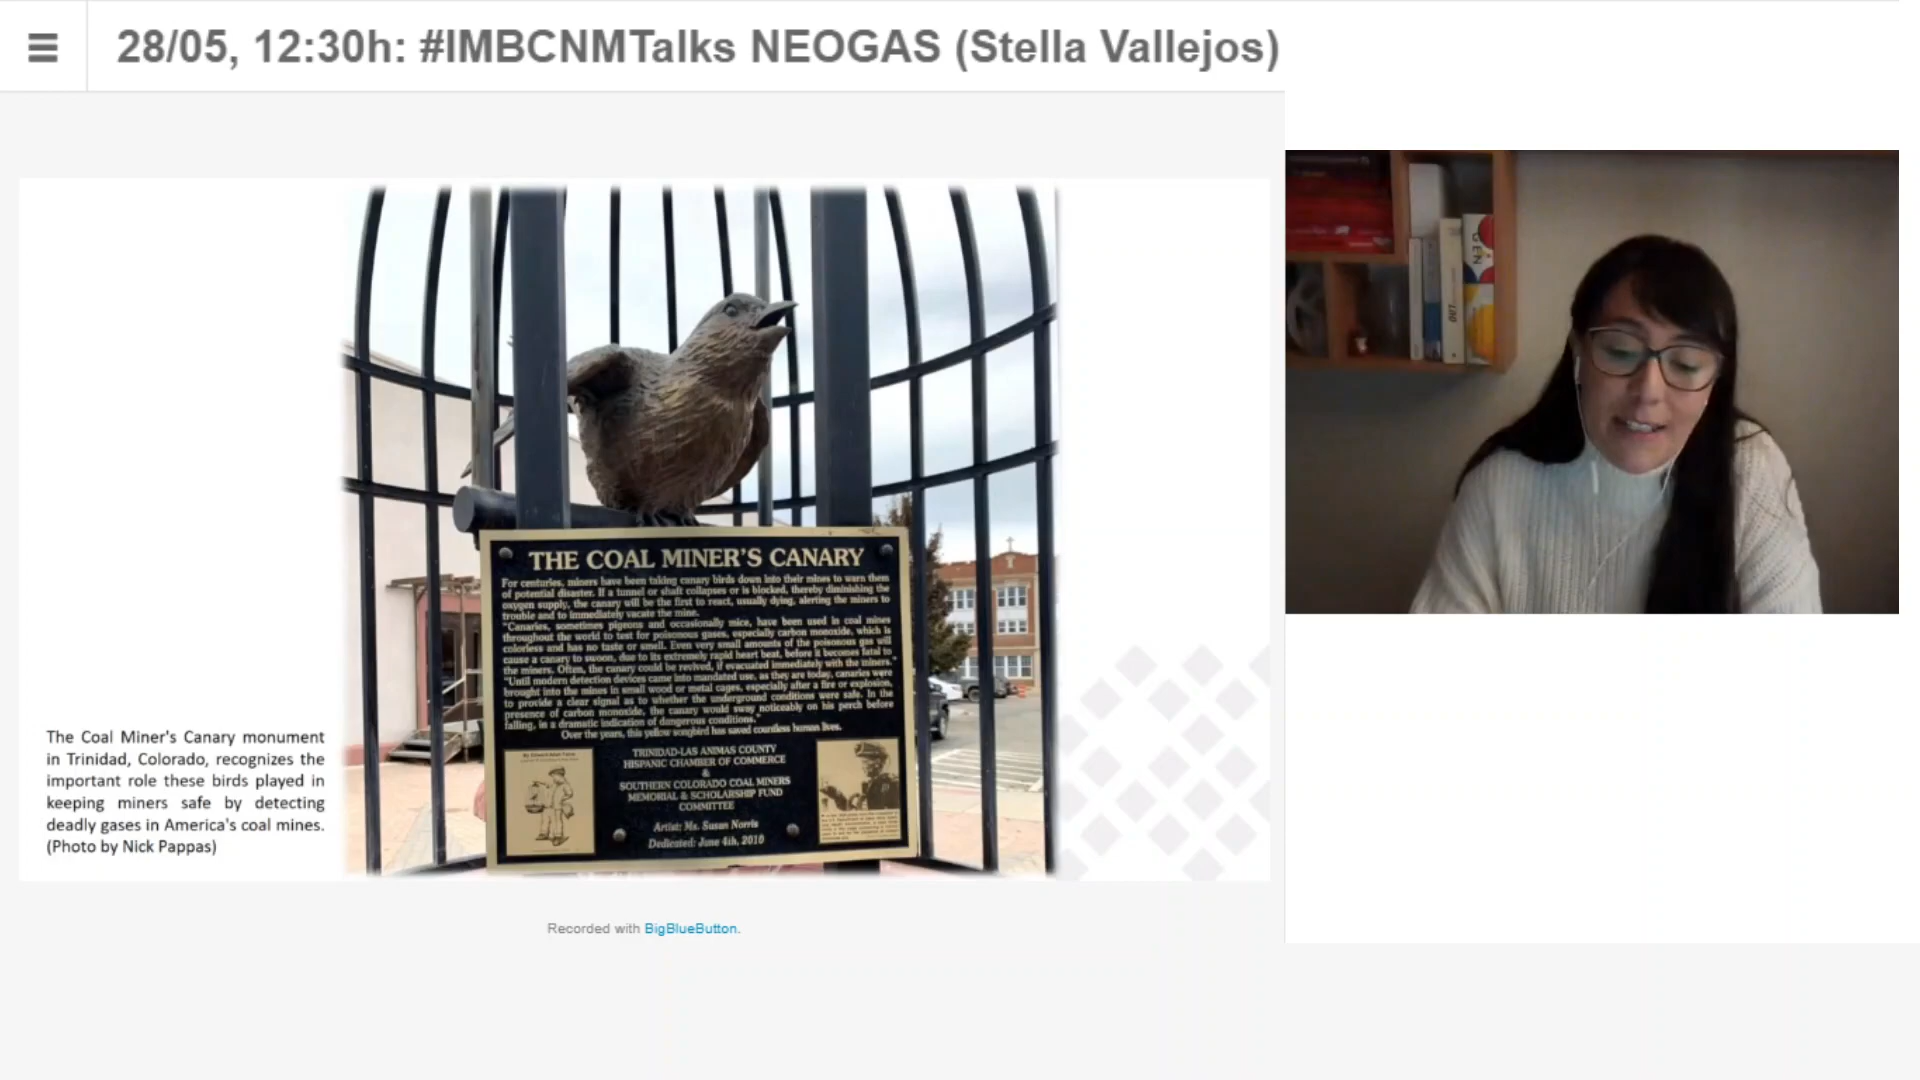 28/05, 12:30h: #IMBCNMTalks NEOGAS (Stella Vallejos)
THE COAL MINER'S CANARY
For centuries, miners have been taking canary birds down into their mines to warn them
of potential disaster. If a tunnel or shaft collapses or is blocked, thereby diminishing the
oxygen supply, the canary will be the first to react, usually dying, alerting the miners to
trouble and to immediately vacate the mine.
"Canaries, sometimes pigeons and occasionally mice, have been used in coal mines
throughout the world to test for poisonous gases, especially carbon monoxide, which is
colorless and has no taste or smell. Even very small amounts of the poisonous gas will
cause a canary to swoon, due to its extremely rapid heart beat, before it becomes fatal to
the miners. Often, the canary could be revived, if evacuated immediately with the miners."
"Until modern detection devices came into mandated use, as they are today, canaries were
brought into the mines in small wood or metal cages, especially after a fire or explosion,
to provide a clear signal as to whether the underground conditions were safe. In the
presence of carbon monoxide, the canary would sway noticeably on his perch before
falling, in a dramatic indication of dangerous conditions."
Over the years, this yellow songbird has saved countless human lives.
TRINIDAD-LAS ANIMAS COUNTY
HISPANIC CHAMBER OF COMMERCE
&
SOUTHERN COLORADO COAL MINERS
MEMORIAL & SCHOLARSHIP FUND
COMMITTEE
Artist: Ms. Susan Norris
Dedicated: June 4th, 2010
The Coal Miner's Canary monument
in Trinidad, Colorado, recognizes the
important role these birds played in
keeping miners safe by detecting
deadly gases in America's coal mines.
(Photo by Nick Pappas)
GEN
OUT
Recorded with BigBlueButton.